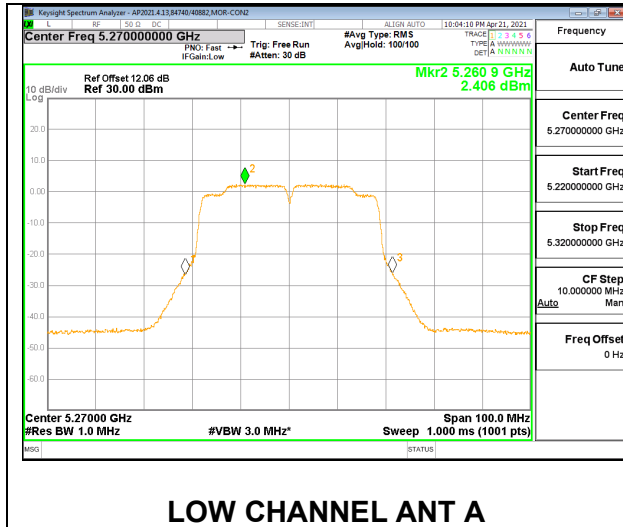 Keysight Spectrum Analyzer - AP2021.4.13,84740/40882,MOR-CON2
L RF 50 Ω DC SENSE:INT ALIGN AUTO 10:04:10 PM Apr 21, 2021
Center Freq 5.270000000 GHz
PNO: Fast
IFGain:Low
Trig: Free Run
#Atten: 30 dB
#Avg Type: RMS
Avg|Hold: 100/100
TRACE 1 2 3 4 5 6
TYPE A WWWWW
DET A NNNNN
Frequency
Auto Tune
Center Freq
5.270000000 GHz
Start Freq
5.220000000 GHz
Stop Freq
5.320000000 GHz
CF Step
10.000000 MHz
Auto Man
Freq Offset
0 Hz
Mkr2 5.260 9 GHz
2.406 dBm
Ref Offset 12.06 dB
10 dB/div Ref 30.00 dBm
Log
20.0
10.0
0.00
-10.0
-20.0
-30.0
-40.0
-50.0
-60.0
1
2
3
Center 5.27000 GHz Span 100.0 MHz
#Res BW 1.0 MHz #VBW 3.0 MHz* Sweep 1.000 ms (1001 pts)
MSG STATUS
LOW CHANNEL ANT A